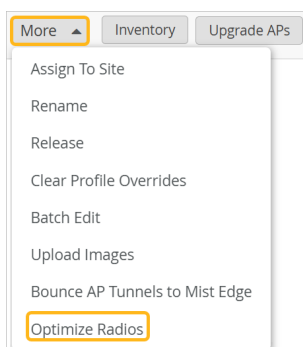 More Inventory Upgrade APs
Assign To Site
Rename
Release
Clear Profile Overrides
Batch Edit
Upload Images
Bounce AP Tunnels to Mist Edge
Optimize Radios